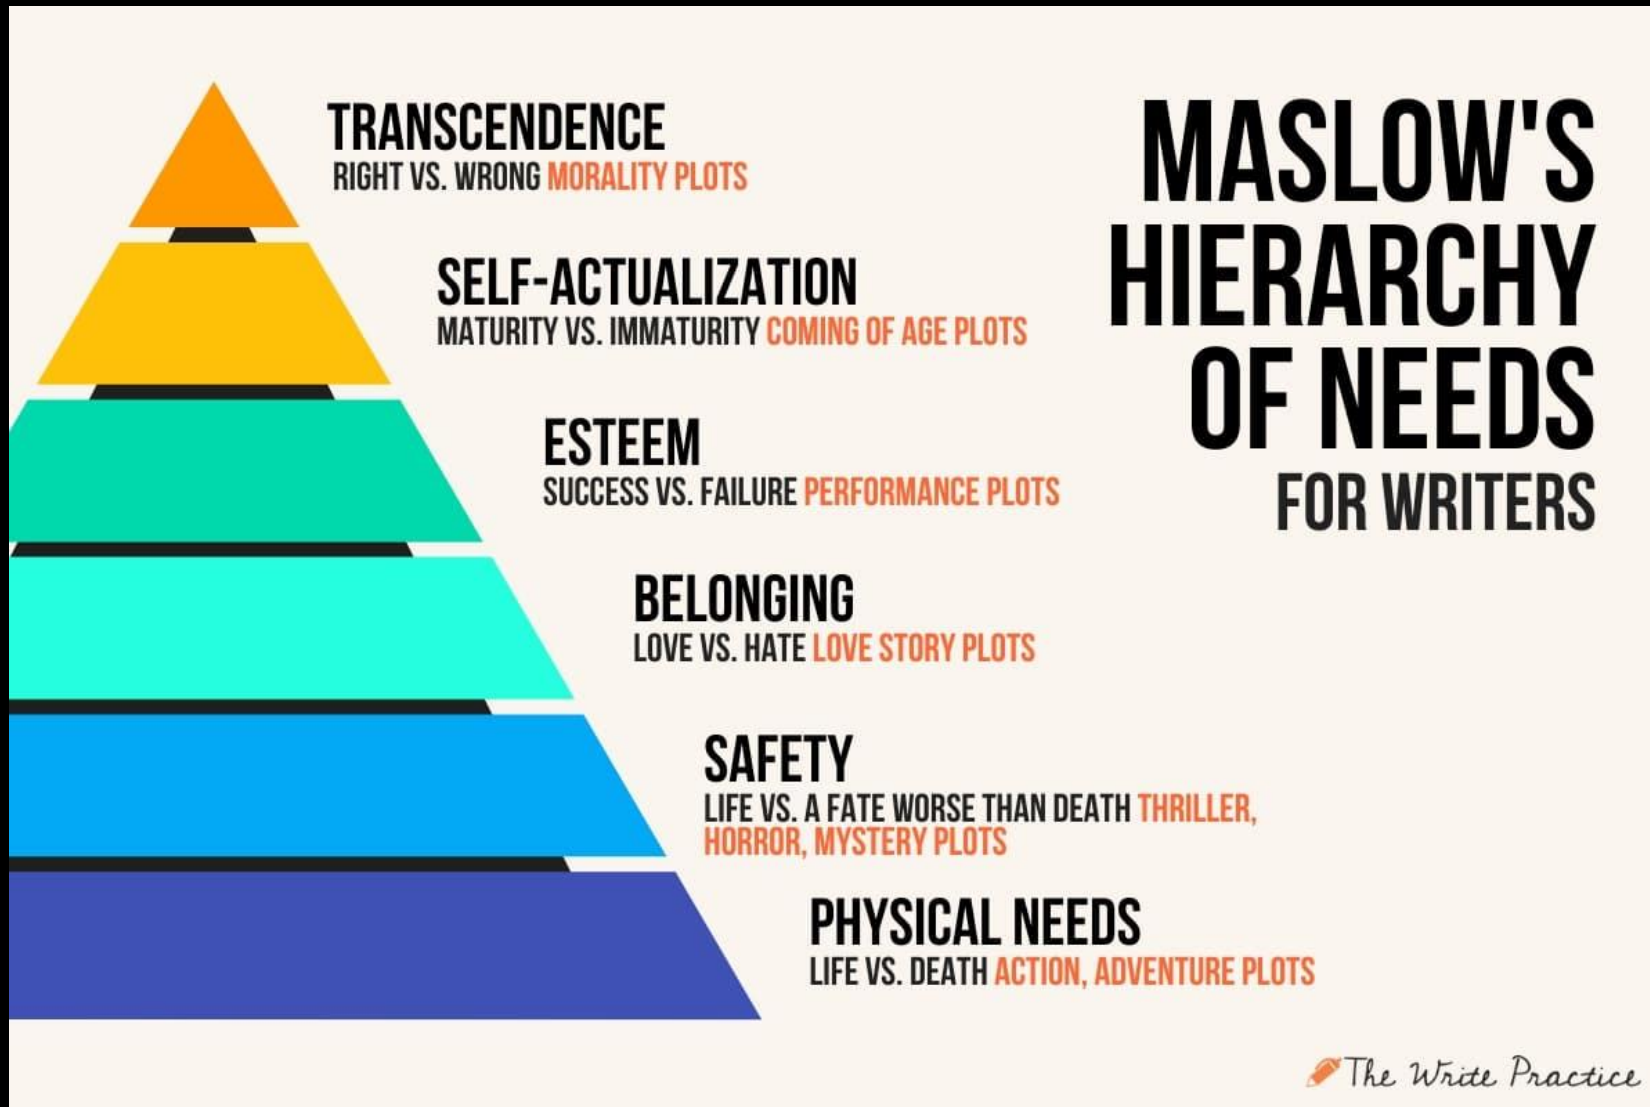 MASLOW'S
HIERARCHY
OF NEEDS
FOR WRITERS
TRANSCENDENCE
RIGHT VS. WRONG MORALITY PLOTS
SELF-ACTUALIZATION
MATURITY VS. IMMATURITY COMING OF AGE PLOTS
ESTEEM
SUCCESS VS. FAILURE PERFORMANCE PLOTS
BELONGING
LOVE VS. HATE LOVE STORY PLOTS
SAFETY
LIFE VS. A FATE WORSE THAN DEATH THRILLER,
HORROR, MYSTERY PLOTS
PHYSICAL NEEDS
LIFE VS. DEATH ACTION, ADVENTURE PLOTS
The Write Practice